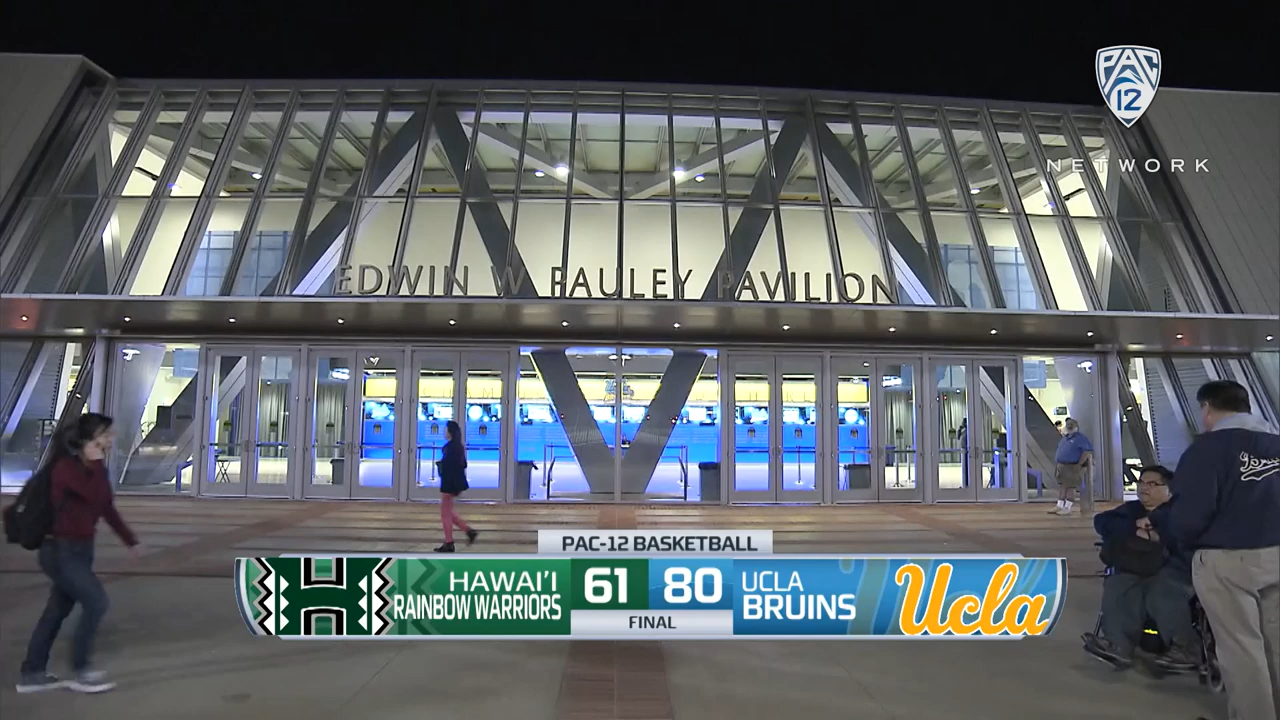 PAC
12
NETWORK
EDWIN W PAULEY PAVILION
PAC-12 BASKETBALL
H
HAWAI'I
RAINBOW WARRIORS
61
80
UCLA
BRUINS
Ucla
FINAL